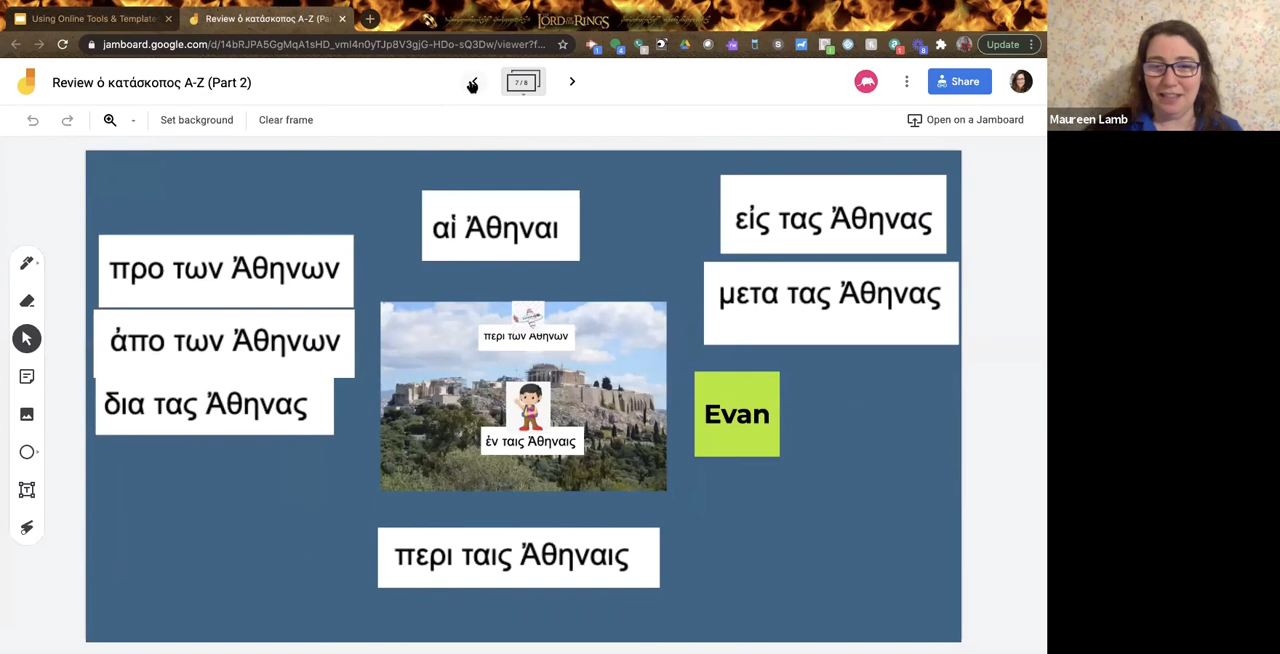 Using Online Tools & Template
Review ὁ κατάσκοπος A-Z (Pa
THE LORD OF THE RINGS
jamboard.google.com/d/14bRJPA5GgMqA1sHD_vmI4n0yTJp8V3gjG-HDo-sQ3Dw/viewer?f...
Update
Review ὁ κατάσκοπος A-Z (Part 2)
7 / 8
Share
Set background
Clear frame
Open on a Jamboard
Maureen Lamb
αἱ Ἀθηναι
εἰς τας Ἀθηνας
προ των Ἀθηνων
μετα τας Ἀθηνας
ἀπο των Ἀθηνων
περι των Ἀθηνων
δια τας Ἀθηνας
Evan
ἐν ταις Ἀθηναις
περι ταις Ἀθηναις